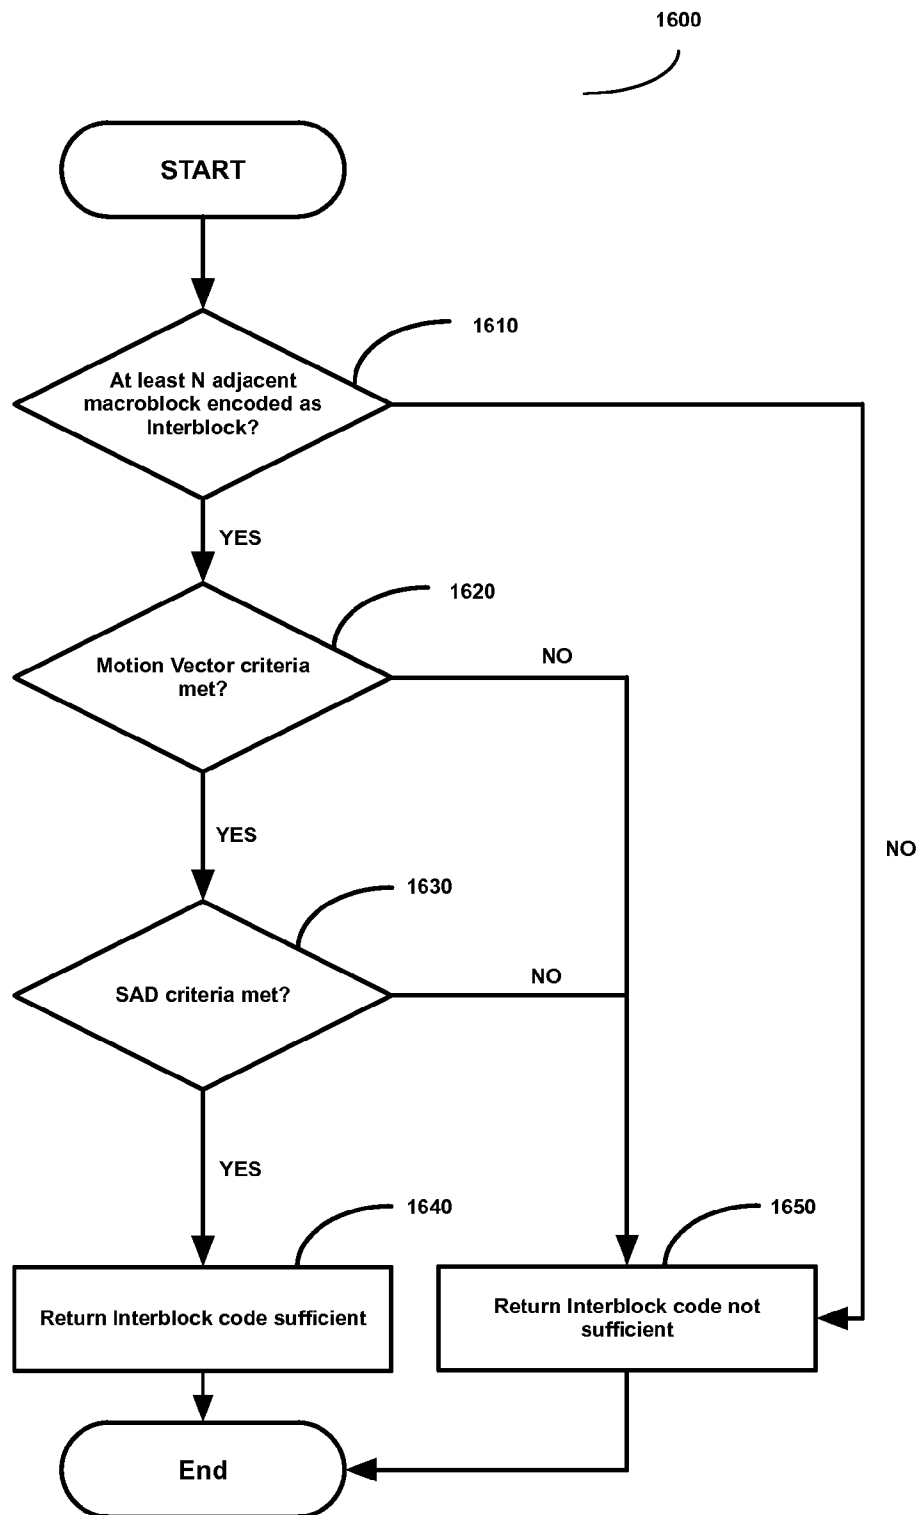 1600
START
1610
At least N adjacent
macroblock encoded as
Interblock?
YES
1620
Motion Vector criteria
met?
NO
YES
NO
1630
SAD criteria met?
NO
YES
1640
1650
Return Interblock code sufficient
Return Interblock code not
sufficient
End